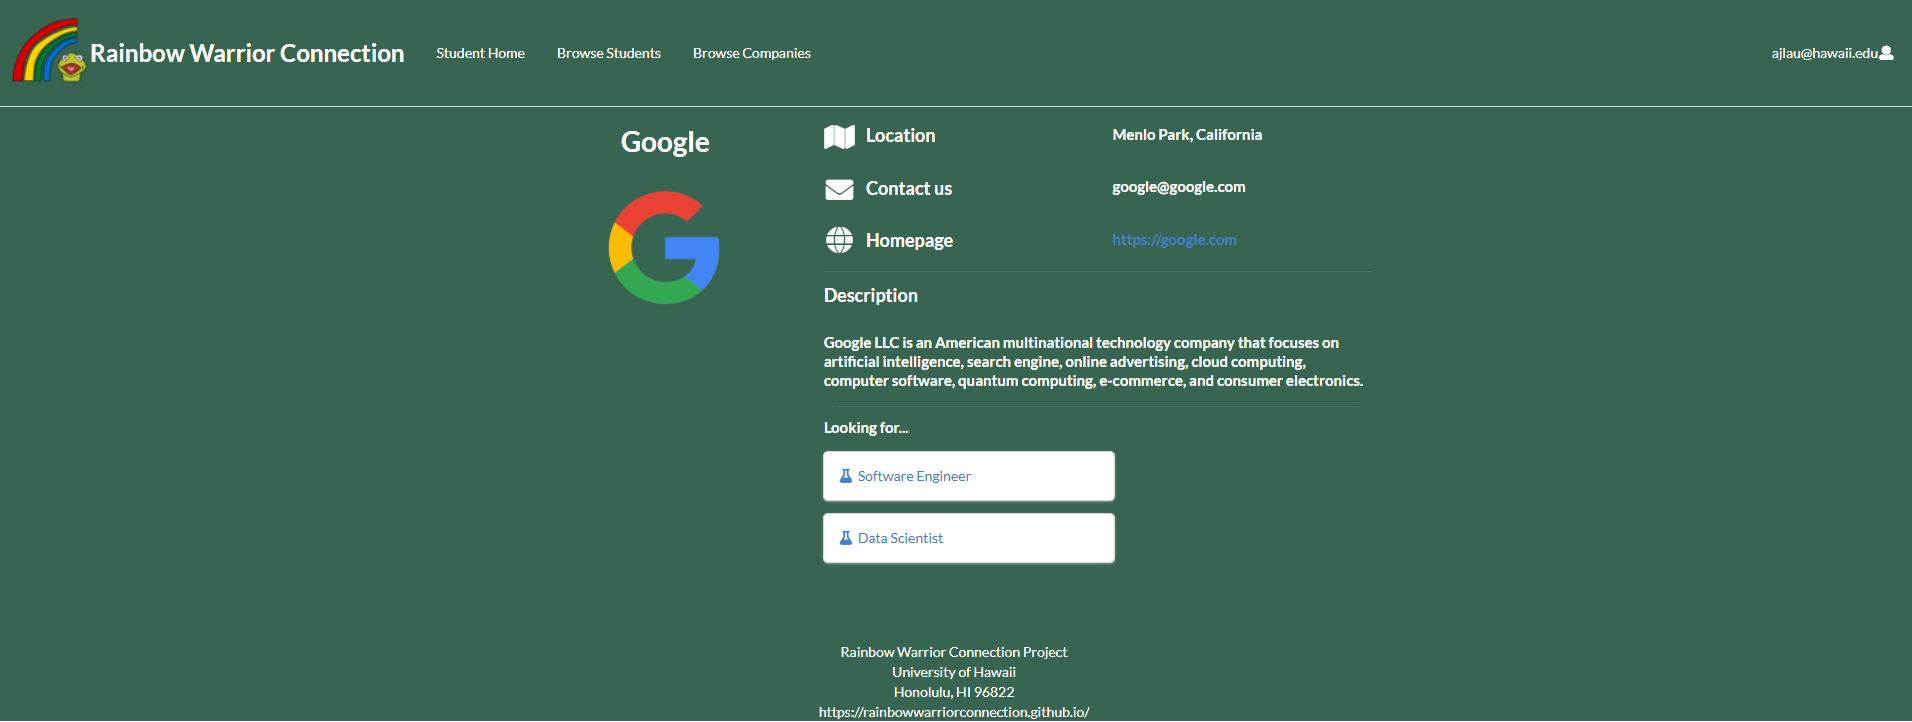 Rainbow Warrior Connection
Student Home
Browse Students
Browse Companies
ajlau@hawaii.edu
Google
Location
Menlo Park, California
Contact us
google@google.com
Homepage
https://google.com
Description
Google LLC is an American multinational technology company that focuses on
artificial intelligence, search engine, online advertising, cloud computing,
computer software, quantum computing, e-commerce, and consumer electronics.
Looking for...
Software Engineer
Data Scientist
Rainbow Warrior Connection Project
University of Hawaii
Honolulu, HI 96822
https://rainbowwarriorconnection.github.io/